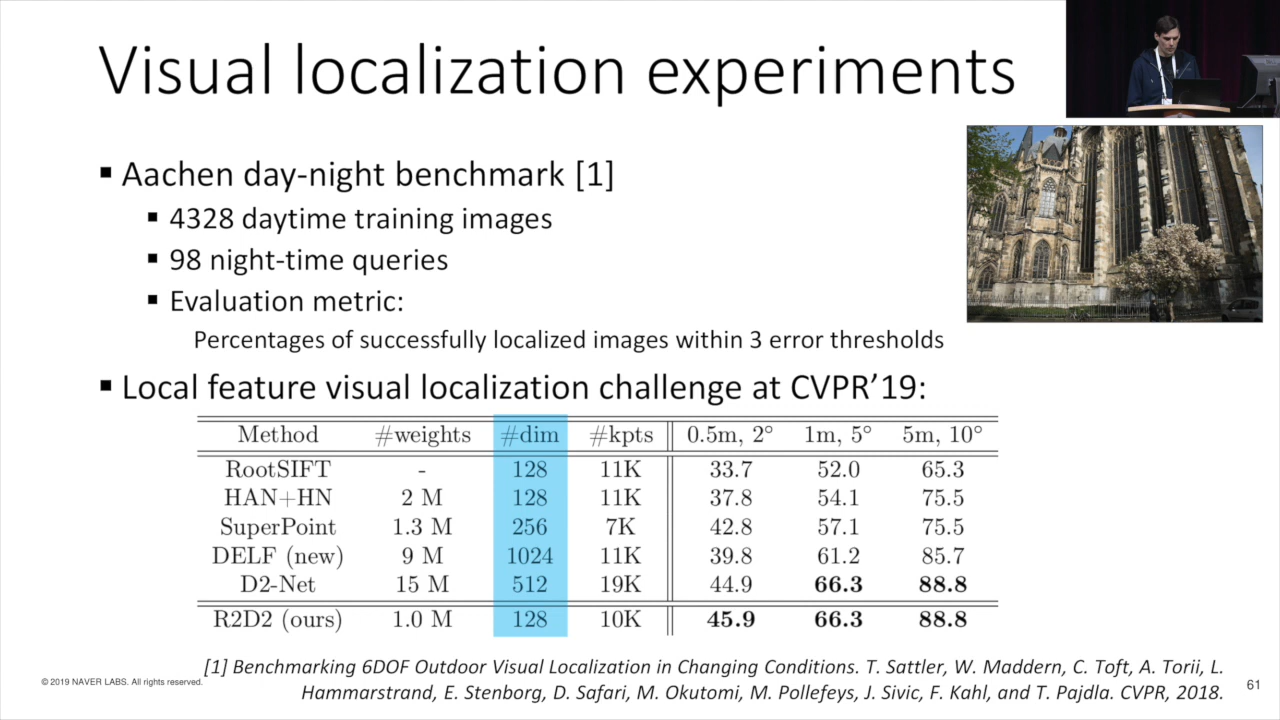 Visual localization experiments
▪ Aachen day-night benchmark [1]
▪ 4328 daytime training images
▪ 98 night-time queries
▪ Evaluation metric:
Percentages of successfully localized images within 3 error thresholds
▪ Local feature visual localization challenge at CVPR’19:
Method #weights #dim #kpts 0.5m, 2° 1m, 5° 5m, 10°
RootSIFT - 128 11K 33.7 52.0 65.3
HAN+HN 2 M 128 11K 37.8 54.1 75.5
SuperPoint 1.3 M 256 7K 42.8 57.1 75.5
DELF (new) 9 M 1024 11K 39.8 61.2 85.7
D2-Net 15 M 512 19K 44.9 66.3 88.8
R2D2 (ours) 1.0 M 128 10K 45.9 66.3 88.8
[1] Benchmarking 6DOF Outdoor Visual Localization in Changing Conditions. T. Sattler, W. Maddern, C. Toft, A. Torii, L.
Hammarstrand, E. Stenborg, D. Safari, M. Okutomi, M. Pollefeys, J. Sivic, F. Kahl, and T. Pajdla. CVPR, 2018.
© 2019 NAVER LABS. All rights reserved.
61